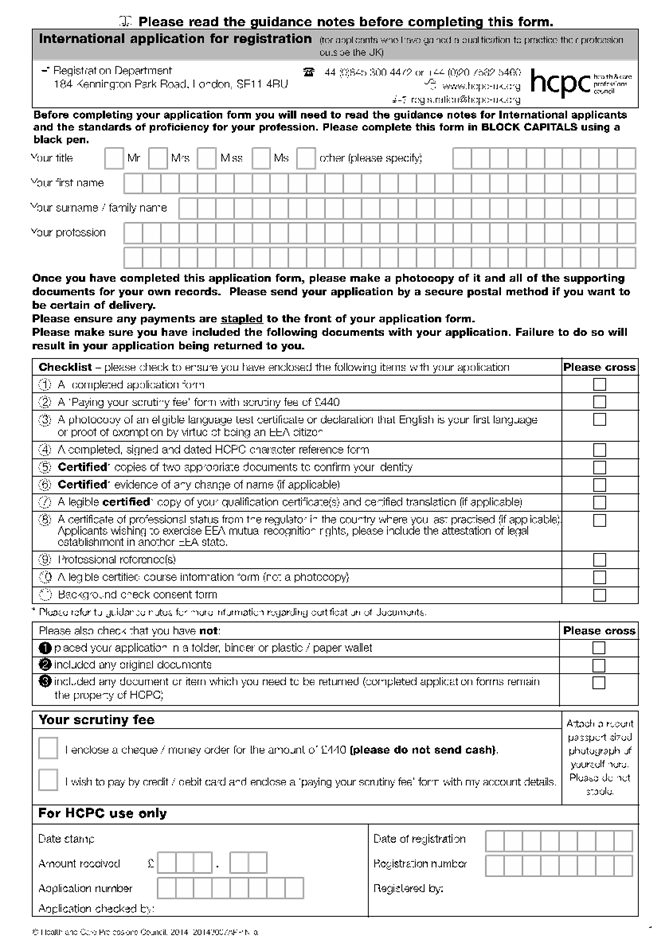 Please read the guidance notes before completing this form.
International application for registration (for applicants who have gained a qualification to practise their profession
outside the UK)
Registration Department
184 Kennington Park Road, London, SE11 4BU
+44 (0)845 300 4472 or +44 (0)20 7582 5460
www.hcpc-uk.org
registration@hcpc-uk.org
hcpc health & care
professions
council
Before completing your application form you will need to read the guidance notes for International applicants
and the standards of proficiency for your profession. Please complete this form in BLOCK CAPITALS using a
black pen.
Your title Mr Mrs Miss Ms other (please specify)
Your first name
Your surname / family name
Your profession
Once you have completed this application form, please make a photocopy of it and all of the supporting
documents for your own records. Please send your application by a secure postal method if you want to
be certain of delivery.
Please ensure any payments are stapled to the front of your application form.
Please make sure you have included the following documents with your application. Failure to do so will
result in your application being returned to you.
Checklist – please check to ensure you have enclosed the following items with your application Please cross
1 A completed application form
2 A 'Paying your scrutiny fee' form with scrutiny fee of £440
3 A photocopy of an eligible language test certificate or declaration that English is your first language
or proof of exemption by virtue of being an EEA citizen
4 A completed, signed and dated HCPC character reference form
5 Certified* copies of two appropriate documents to confirm your identity
6 Certified* evidence of any change of name (if applicable)
7 A legible certified* copy of your qualification certificate(s) and certified translation (if applicable)
8 A certificate of professional status from the regulator in the country where you last practised (if applicable).
Applicants wishing to exercise EEA mutual recognition rights, please include the attestation of legal
establishment in another EEA state.
9 Professional reference(s)
10 A legible certified course information form (not a photocopy)
11 Background check consent form
* Please refer to guidance notes for more information regarding certification of documents.
Please also check that you have not: Please cross
1 placed your application in a folder, binder or plastic / paper wallet
2 included any original documents
3 included any document or item which you need to be returned (completed application forms remain
the property of HCPC)
Your scrutiny fee
I enclose a cheque / money order for the amount of £440 (please do not send cash).
I wish to pay by credit / debit card and enclose a 'paying your scrutiny fee' form with my account details.
Attach a recent
passport sized
photograph of
yourself here.
Please do not
staple.
For HCPC use only
Date stamp
Amount received £ .
Application number
Application checked by:
Date of registration
Registration number
Registered by:
© Health and Care Professions Council, 2014